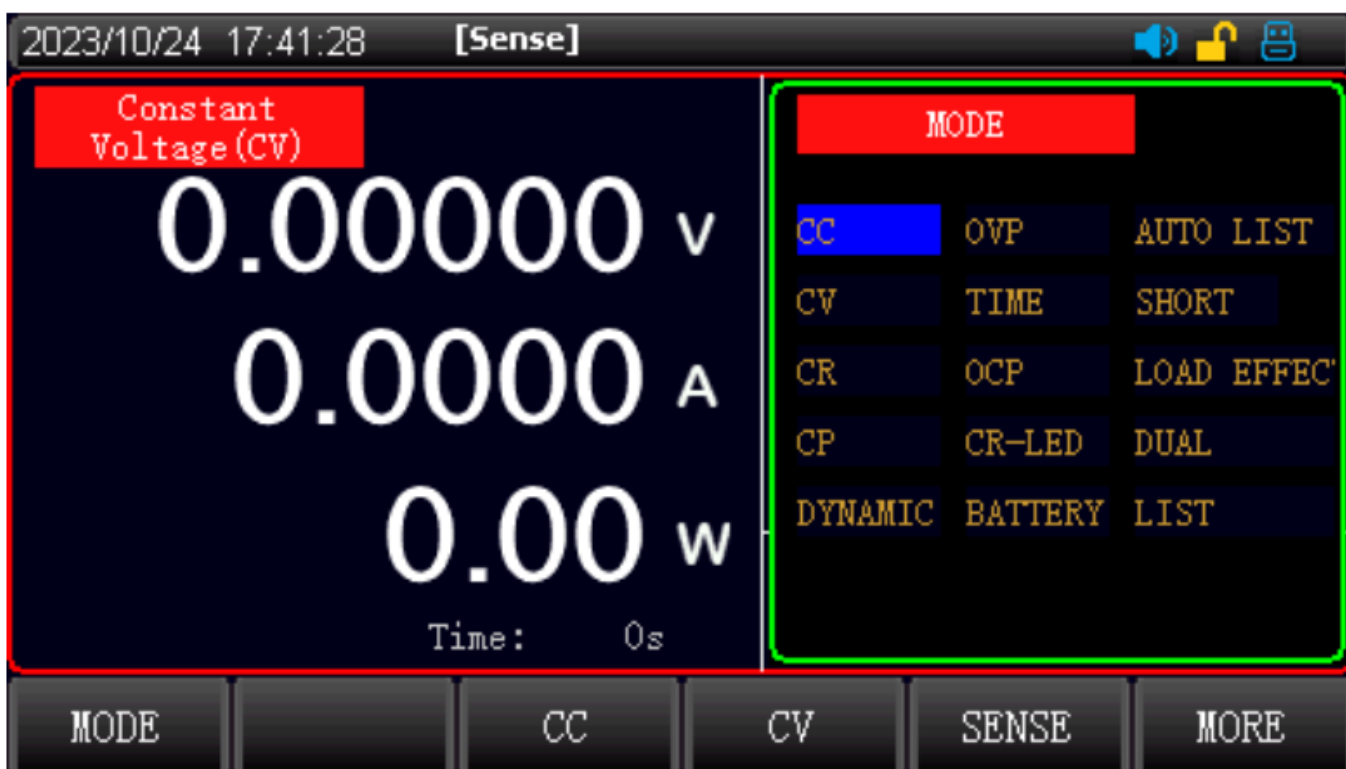 2023/10/24 17:41:28 [Sense]
Constant
Voltage(CV)
0.00000 V
0.0000 A
0.00 W
Time: 0s
MODE
CC OVP AUTO LIST
CV TIME SHORT
CR OCP LOAD EFFEC
CP CR-LED DUAL
DYNAMIC BATTERY LIST
MODE CC CV SENSE MORE